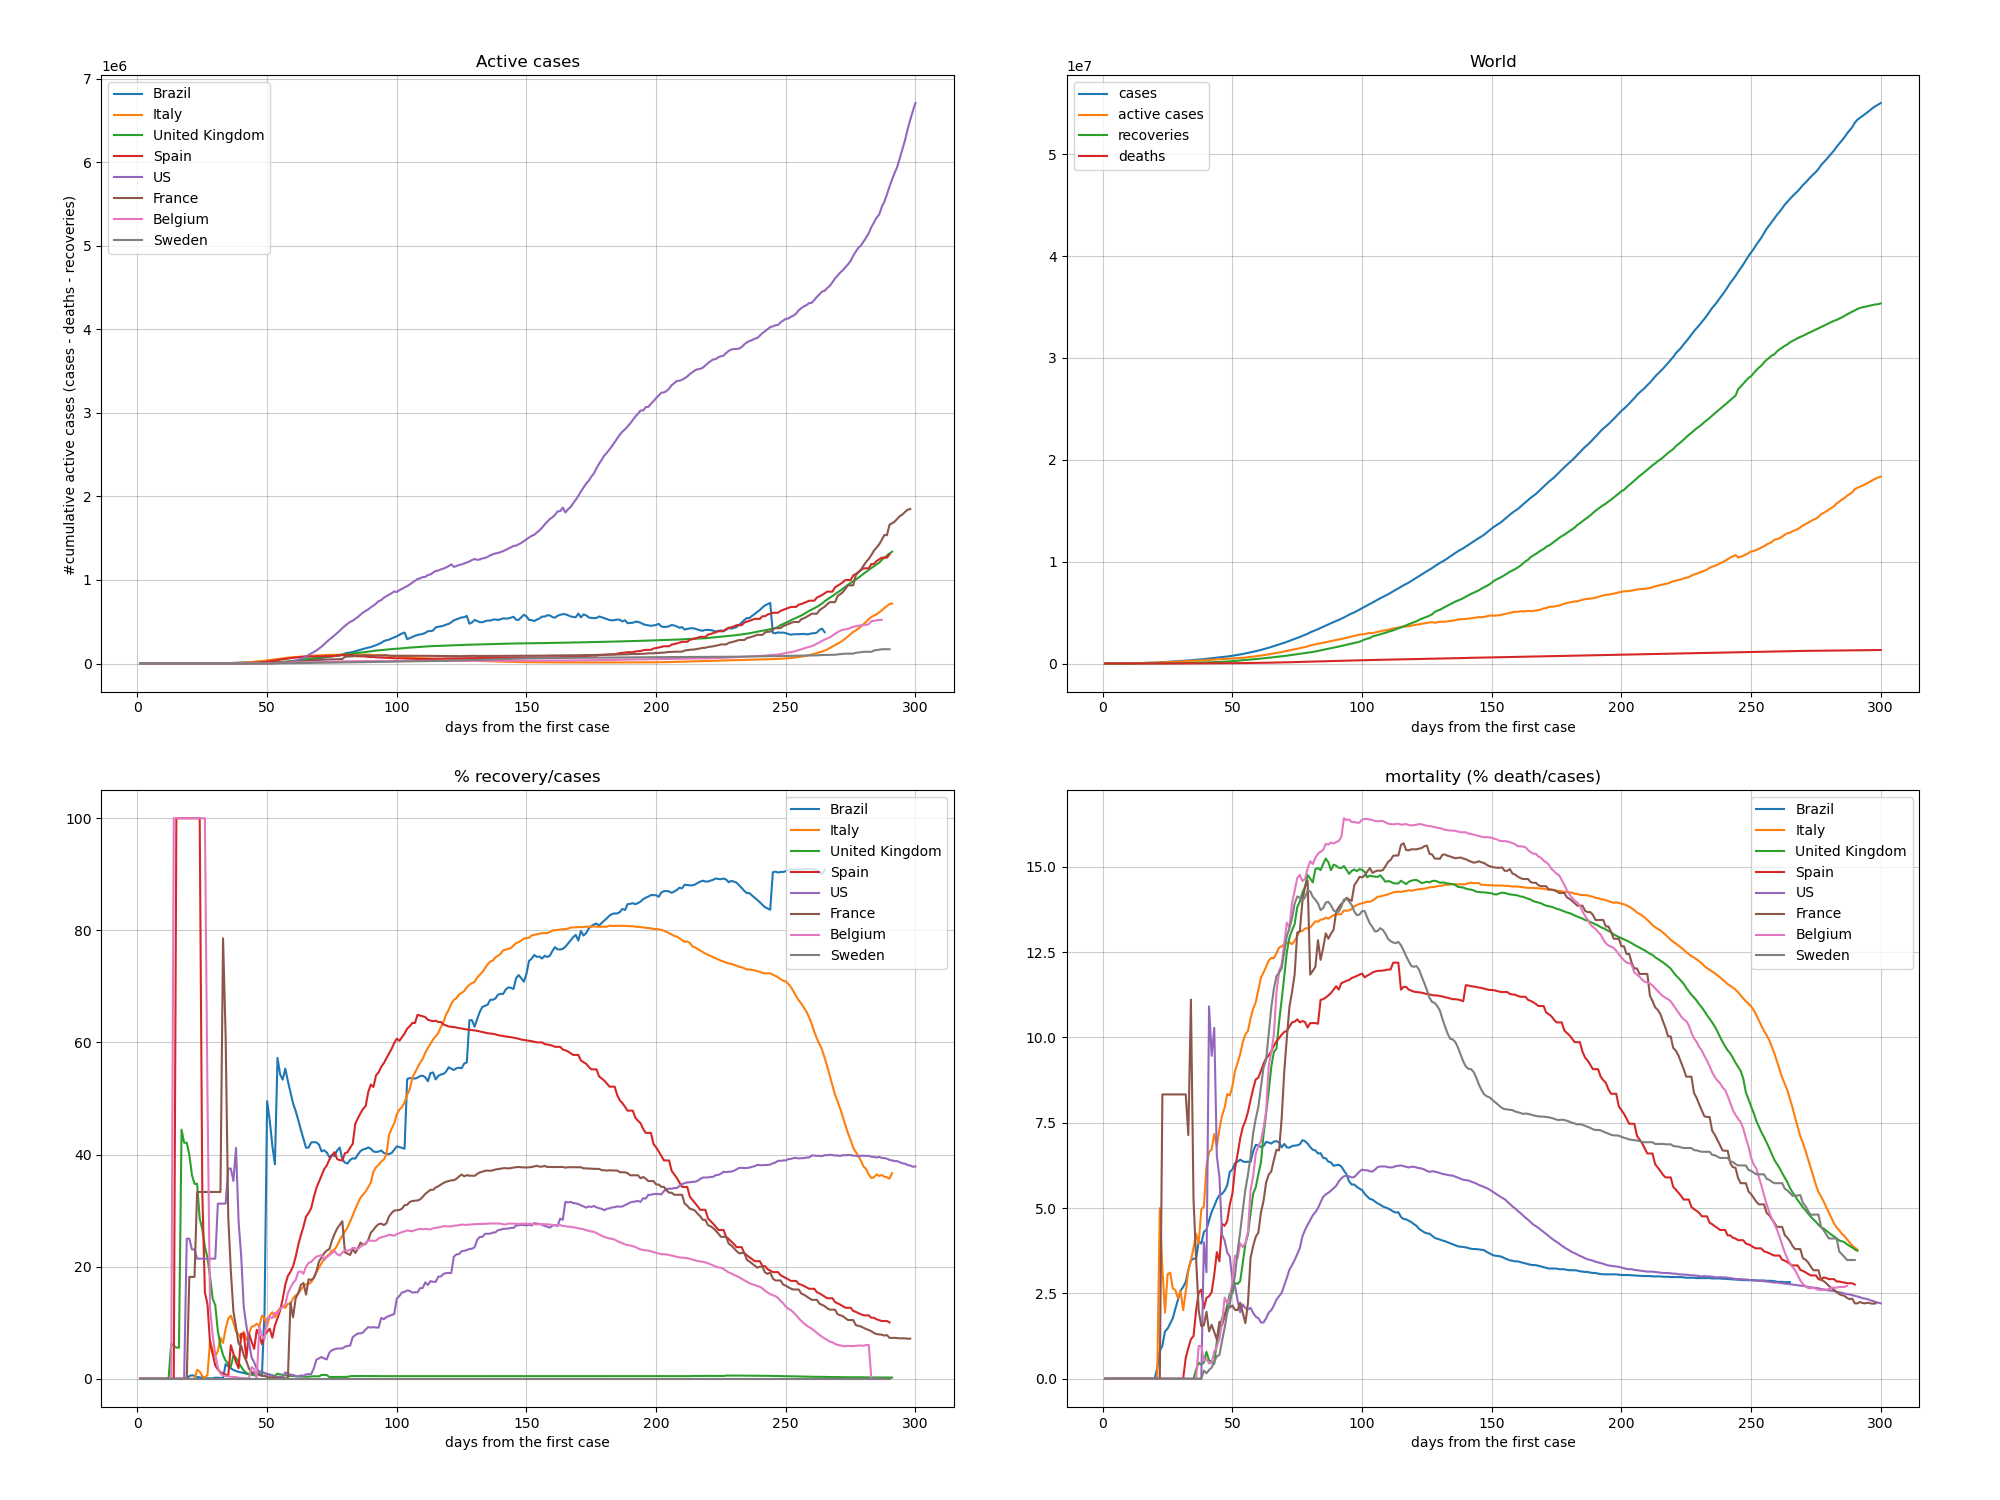 Active cases
1e6
7
6
5
4
3
2
1
0
#cumulative active cases (cases - deaths - recoveries)
Brazil
Italy
United Kingdom
Spain
US
France
Belgium
Sweden
0 50 100 150 200 250 300
days from the first case
World
1e7
5
4
3
2
1
0
cases
active cases
recoveries
deaths
0 50 100 150 200 250 300
days from the first case
% recovery/cases
100
80
60
40
20
0
Brazil
Italy
United Kingdom
Spain
US
France
Belgium
Sweden
0 50 100 150 200 250 300
days from the first case
mortality (% death/cases)
15.0
12.5
10.0
7.5
5.0
2.5
0.0
Brazil
Italy
United Kingdom
Spain
US
France
Belgium
Sweden
0 50 100 150 200 250 300
days from the first case